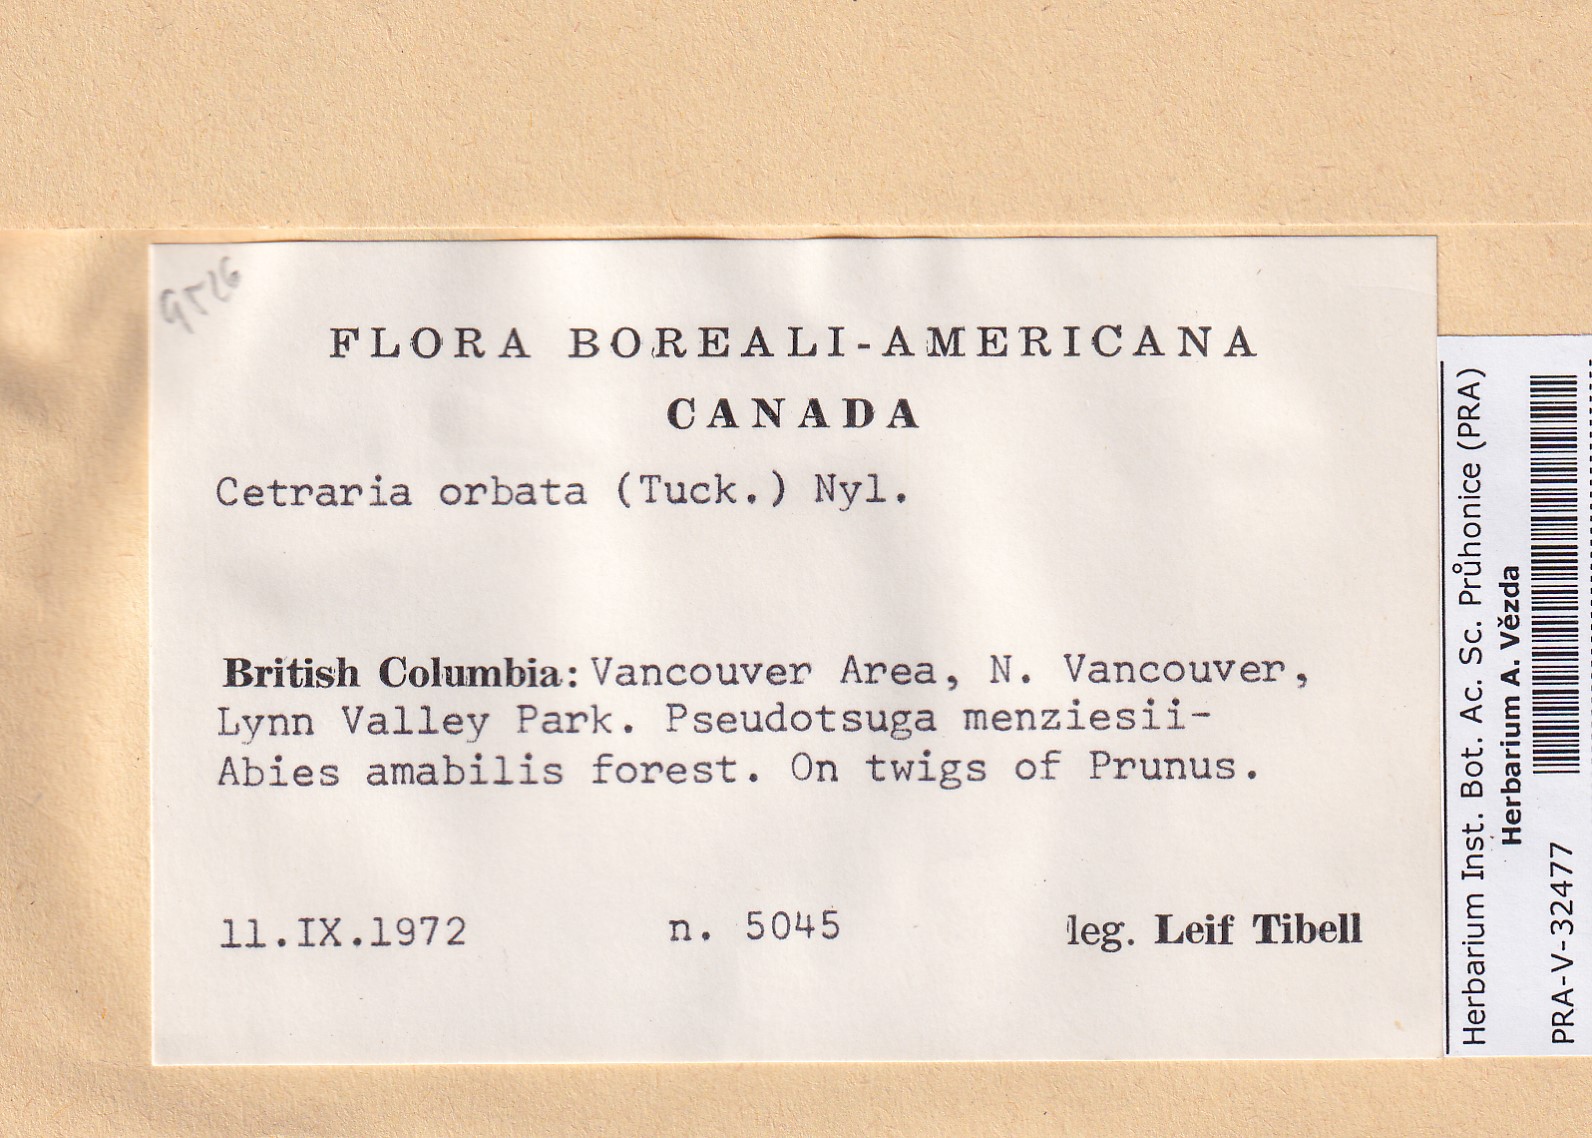 9526
FLORA BOREALI-AMERICANA
CANADA
Cetraria orbata (Tuck.) Nyl.
British Columbia: Vancouver Area, N. Vancouver,
Lynn Valley Park. Pseudotsuga menziesii-
Abies amabilis forest. On twigs of Prunus.
11.IX.1972 n. 5045 leg. Leif Tibell
Herbarium Inst. Bot. Ac. Sc. Průhonice (PRA)
Herbarium A. Vězda
PRA-V-32477